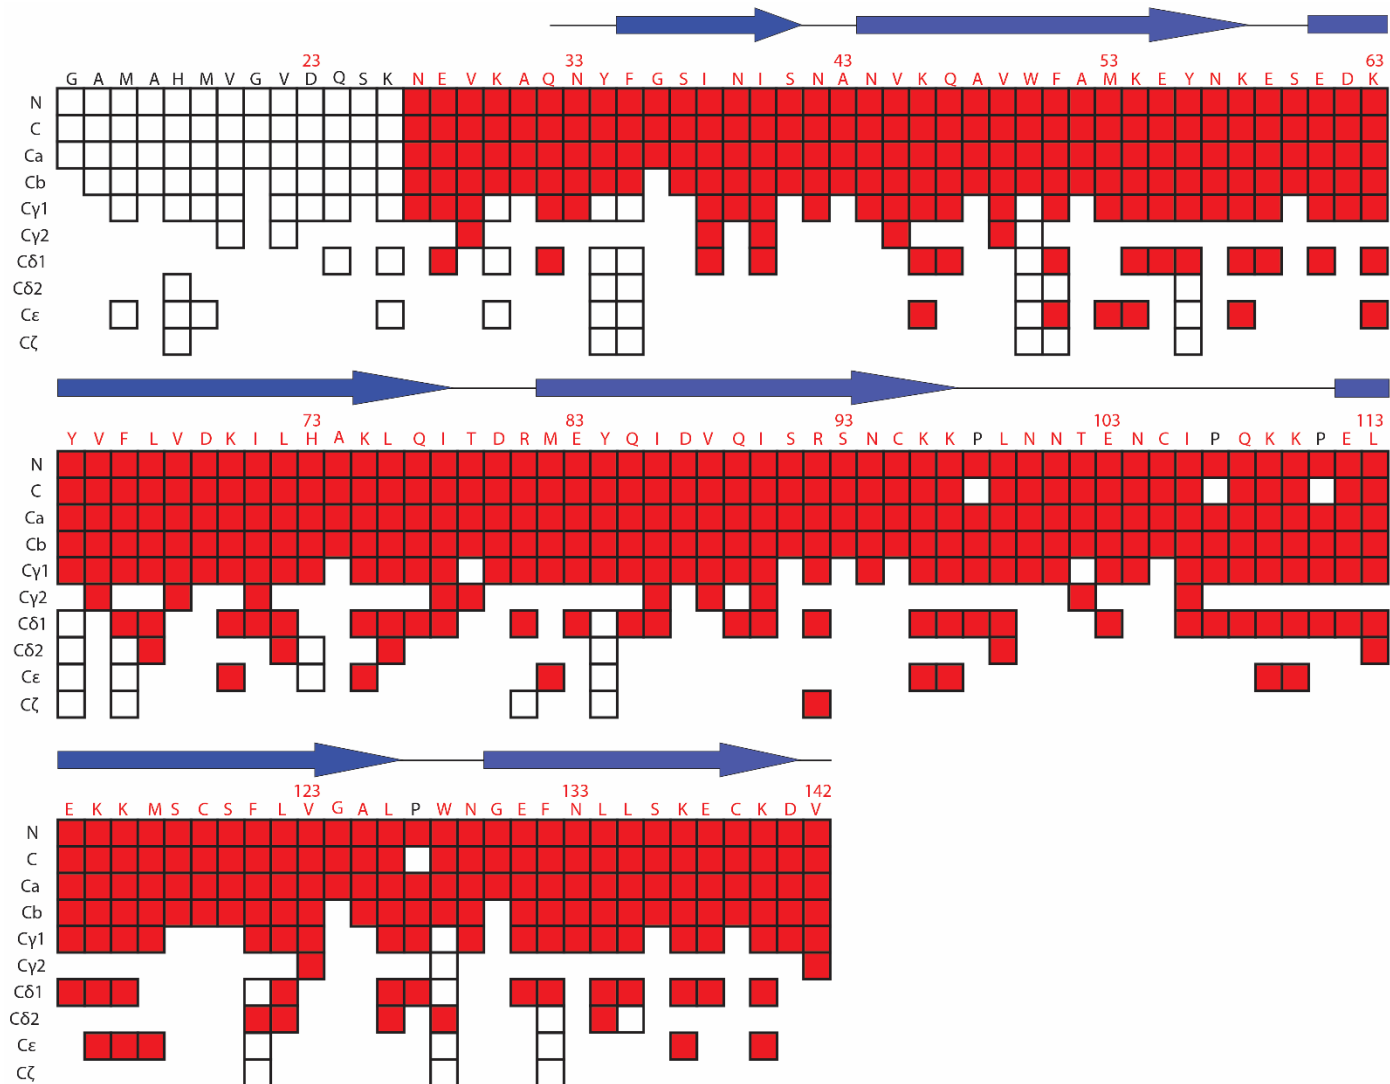 23 33 43 53 63
G A M A H M V G V D Q S K N E V K A Q N Y F G S I N I S N A N V K Q A V W F A M K E Y N K E S E D K
N
C
Ca
Cb
Cγ1
Cγ2
Cδ1
Cδ2
Cε
Cζ
73 83 93 103 113
Y V F L V D K I L H A K L Q I T D R M E Y Q I D V Q I S R S N C K K P L N N T E N C I P Q K K P E L
N
C
Ca
Cb
Cγ1
Cγ2
Cδ1
Cδ2
Cε
Cζ
123 133 142
E K K M S C S F L V G A L P W N G E F N L L S K E C K D V
N
C
Ca
Cb
Cγ1
Cγ2
Cδ1
Cδ2
Cε
Cζ